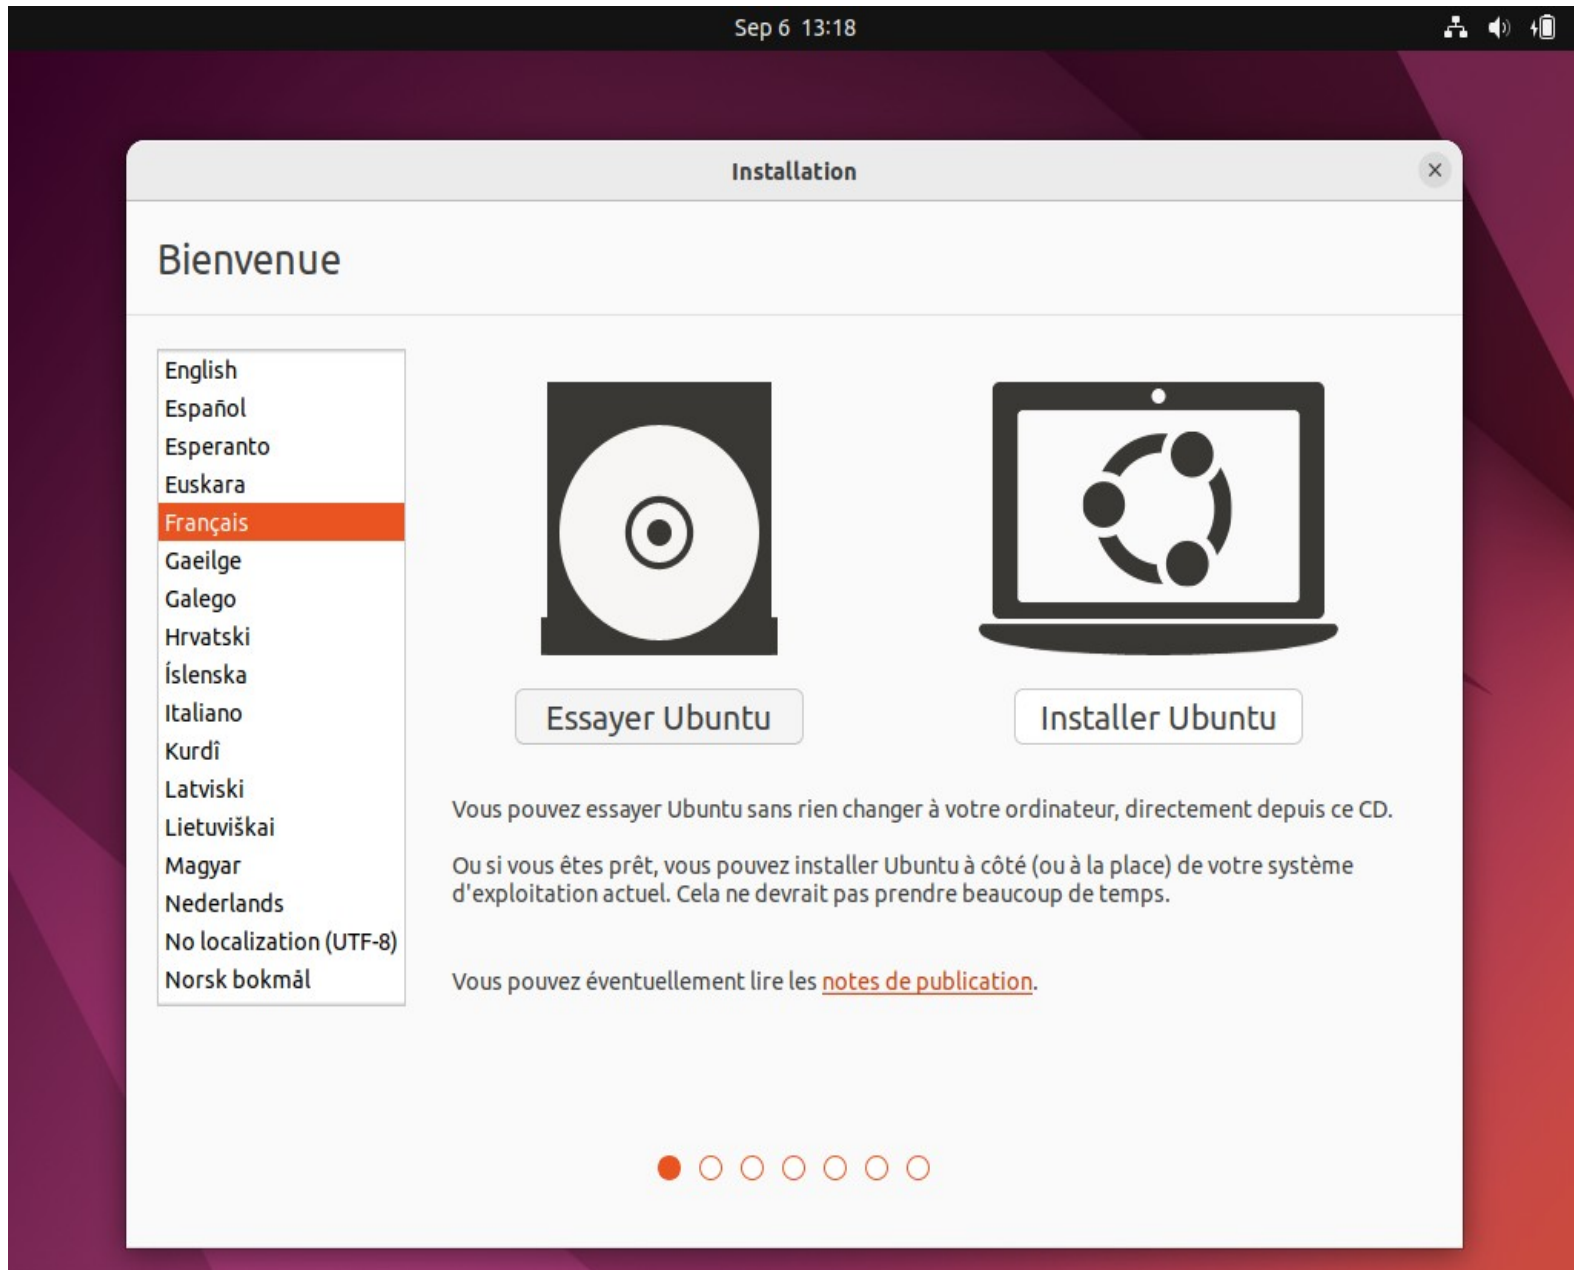 Sep 6 13:18
Installation
Bienvenue
English
Español
Esperanto
Euskara
Français
Gaeilge
Galego
Hrvatski
Íslenska
Italiano
Kurdî
Latviski
Lietuviškai
Magyar
Nederlands
No localization (UTF-8)
Norsk bokmål
Essayer Ubuntu
Installer Ubuntu
Vous pouvez essayer Ubuntu sans rien changer à votre ordinateur, directement depuis ce CD.
Ou si vous êtes prêt, vous pouvez installer Ubuntu à côté (ou à la place) de votre système
d'exploitation actuel. Cela ne devrait pas prendre beaucoup de temps.
Vous pouvez éventuellement lire les notes de publication.